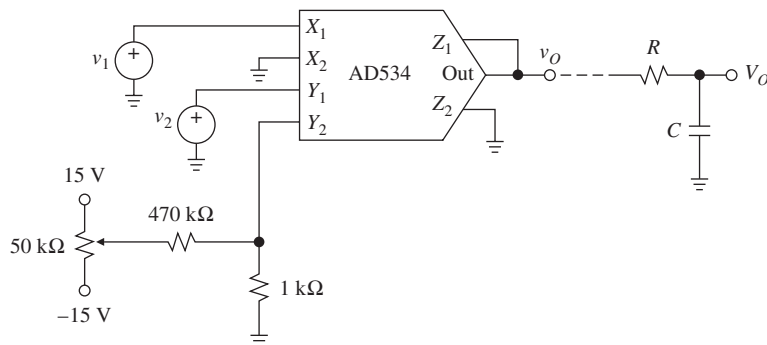 X1
v1
+
X2
Z1
AD534
Out
vO
R
VO
Y1
v2
+
Y2
Z2
C
15 V
470 kΩ
50 kΩ
1 kΩ
–15 V